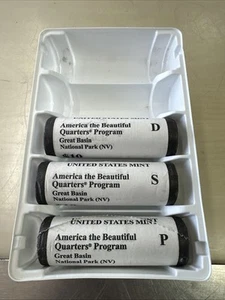 UNITED STATES MINT
America the Beautiful D
Quarters® Program
Great Basin
National Park (NV)
$10
UNITED STATES MINT
America the Beautiful S
Quarters® Program
Great Basin
National Park (NV)
UNITED STATES MINT
America the Beautiful P
Quarters® Program
Great Basin
National Park (NV)